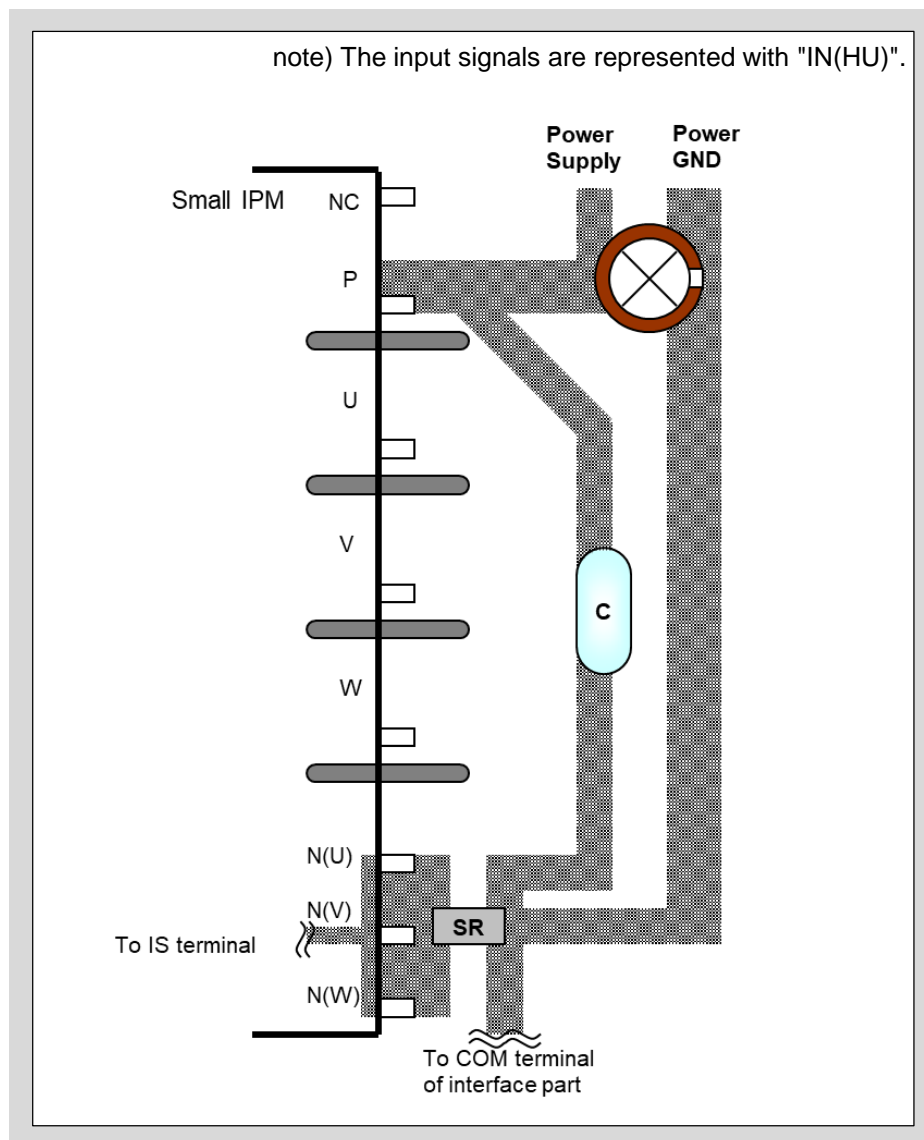 note) The input signals are represented with "IN(HU)".
Power
Supply
Power
GND
Small IPM
NC
P
U
V
C
W
N(U)
N(V)
SR
To IS terminal
N(W)
To COM terminal
of interface part